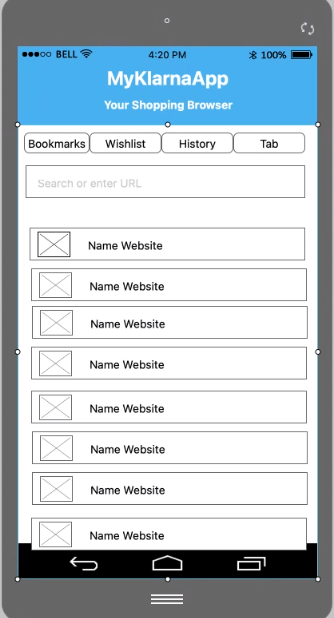 ●●●○○ BELL 4:20 PM 100%
MyKlarnaApp
Your Shopping Browser
Bookmarks Wishlist History Tab
Search or enter URL
Name Website
Name Website
Name Website
Name Website
Name Website
Name Website
Name Website
Name Website